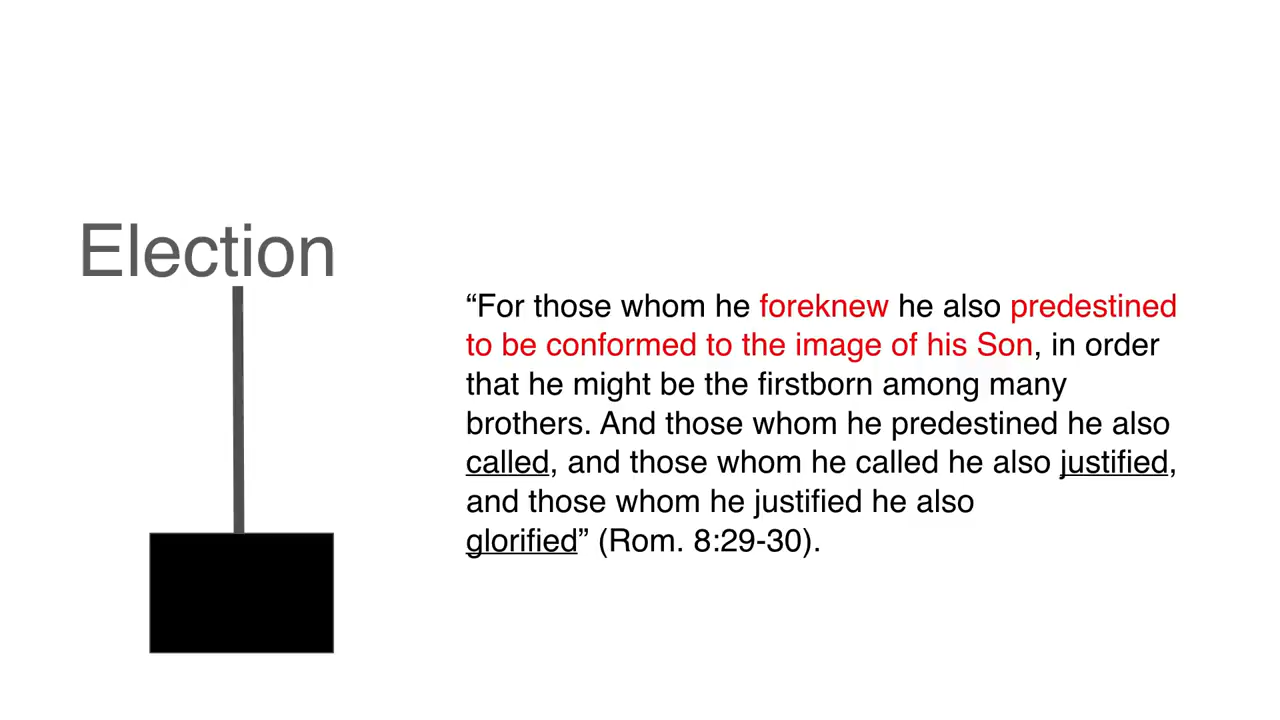 Election
“For those whom he foreknew he also predestined
to be conformed to the image of his Son, in order
that he might be the firstborn among many
brothers. And those whom he predestined he also
called, and those whom he called he also justified,
and those whom he justified he also
glorified” (Rom. 8:29-30).